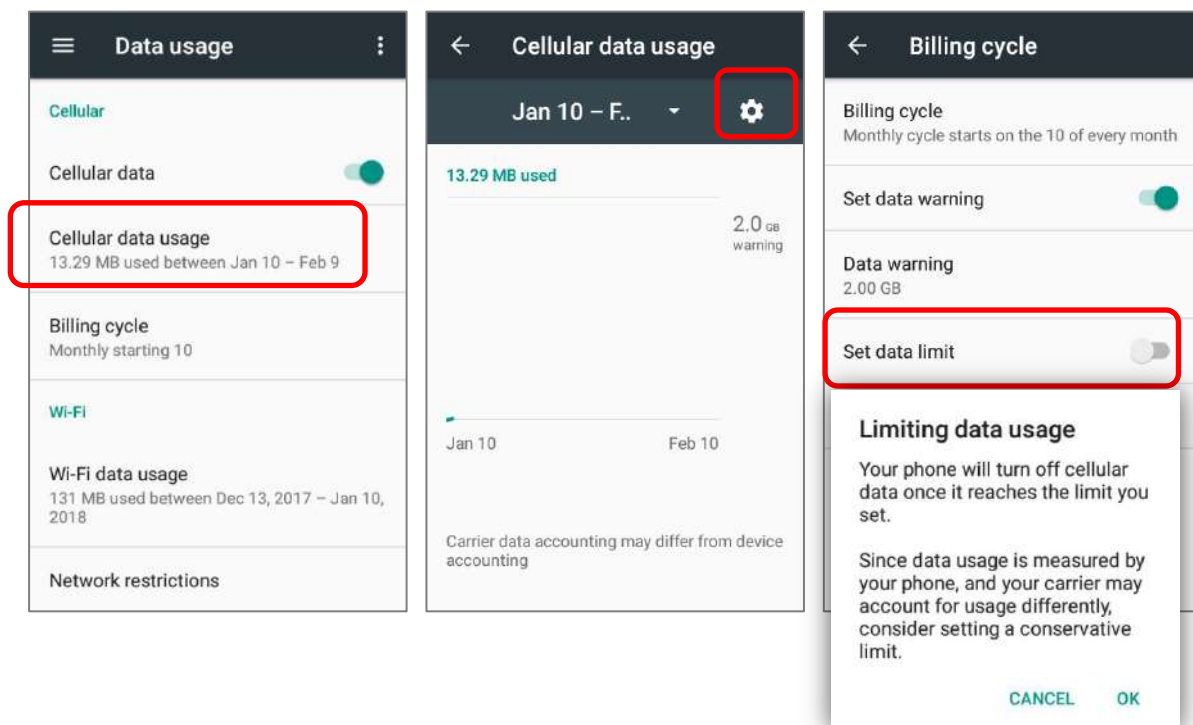 Data usage
Cellular
Cellular data
Cellular data usage
13.29 MB used between Jan 10 – Feb 9
Billing cycle
Monthly starting 10
Wi-Fi
Wi-Fi data usage
131 MB used between Dec 13, 2017 – Jan 10,
2018
Network restrictions
Cellular data usage
Jan 10 – F..
13.29 MB used
2.0 GB
warning
Jan 10 Feb 10
Carrier data accounting may differ from device
accounting
Billing cycle
Billing cycle
Monthly cycle starts on the 10 of every month
Set data warning
Data warning
2.00 GB
Set data limit
Limiting data usage
Your phone will turn off cellular
data once it reaches the limit you
set.
Since data usage is measured by
your phone, and your carrier may
account for usage differently,
consider setting a conservative
limit.
CANCEL OK